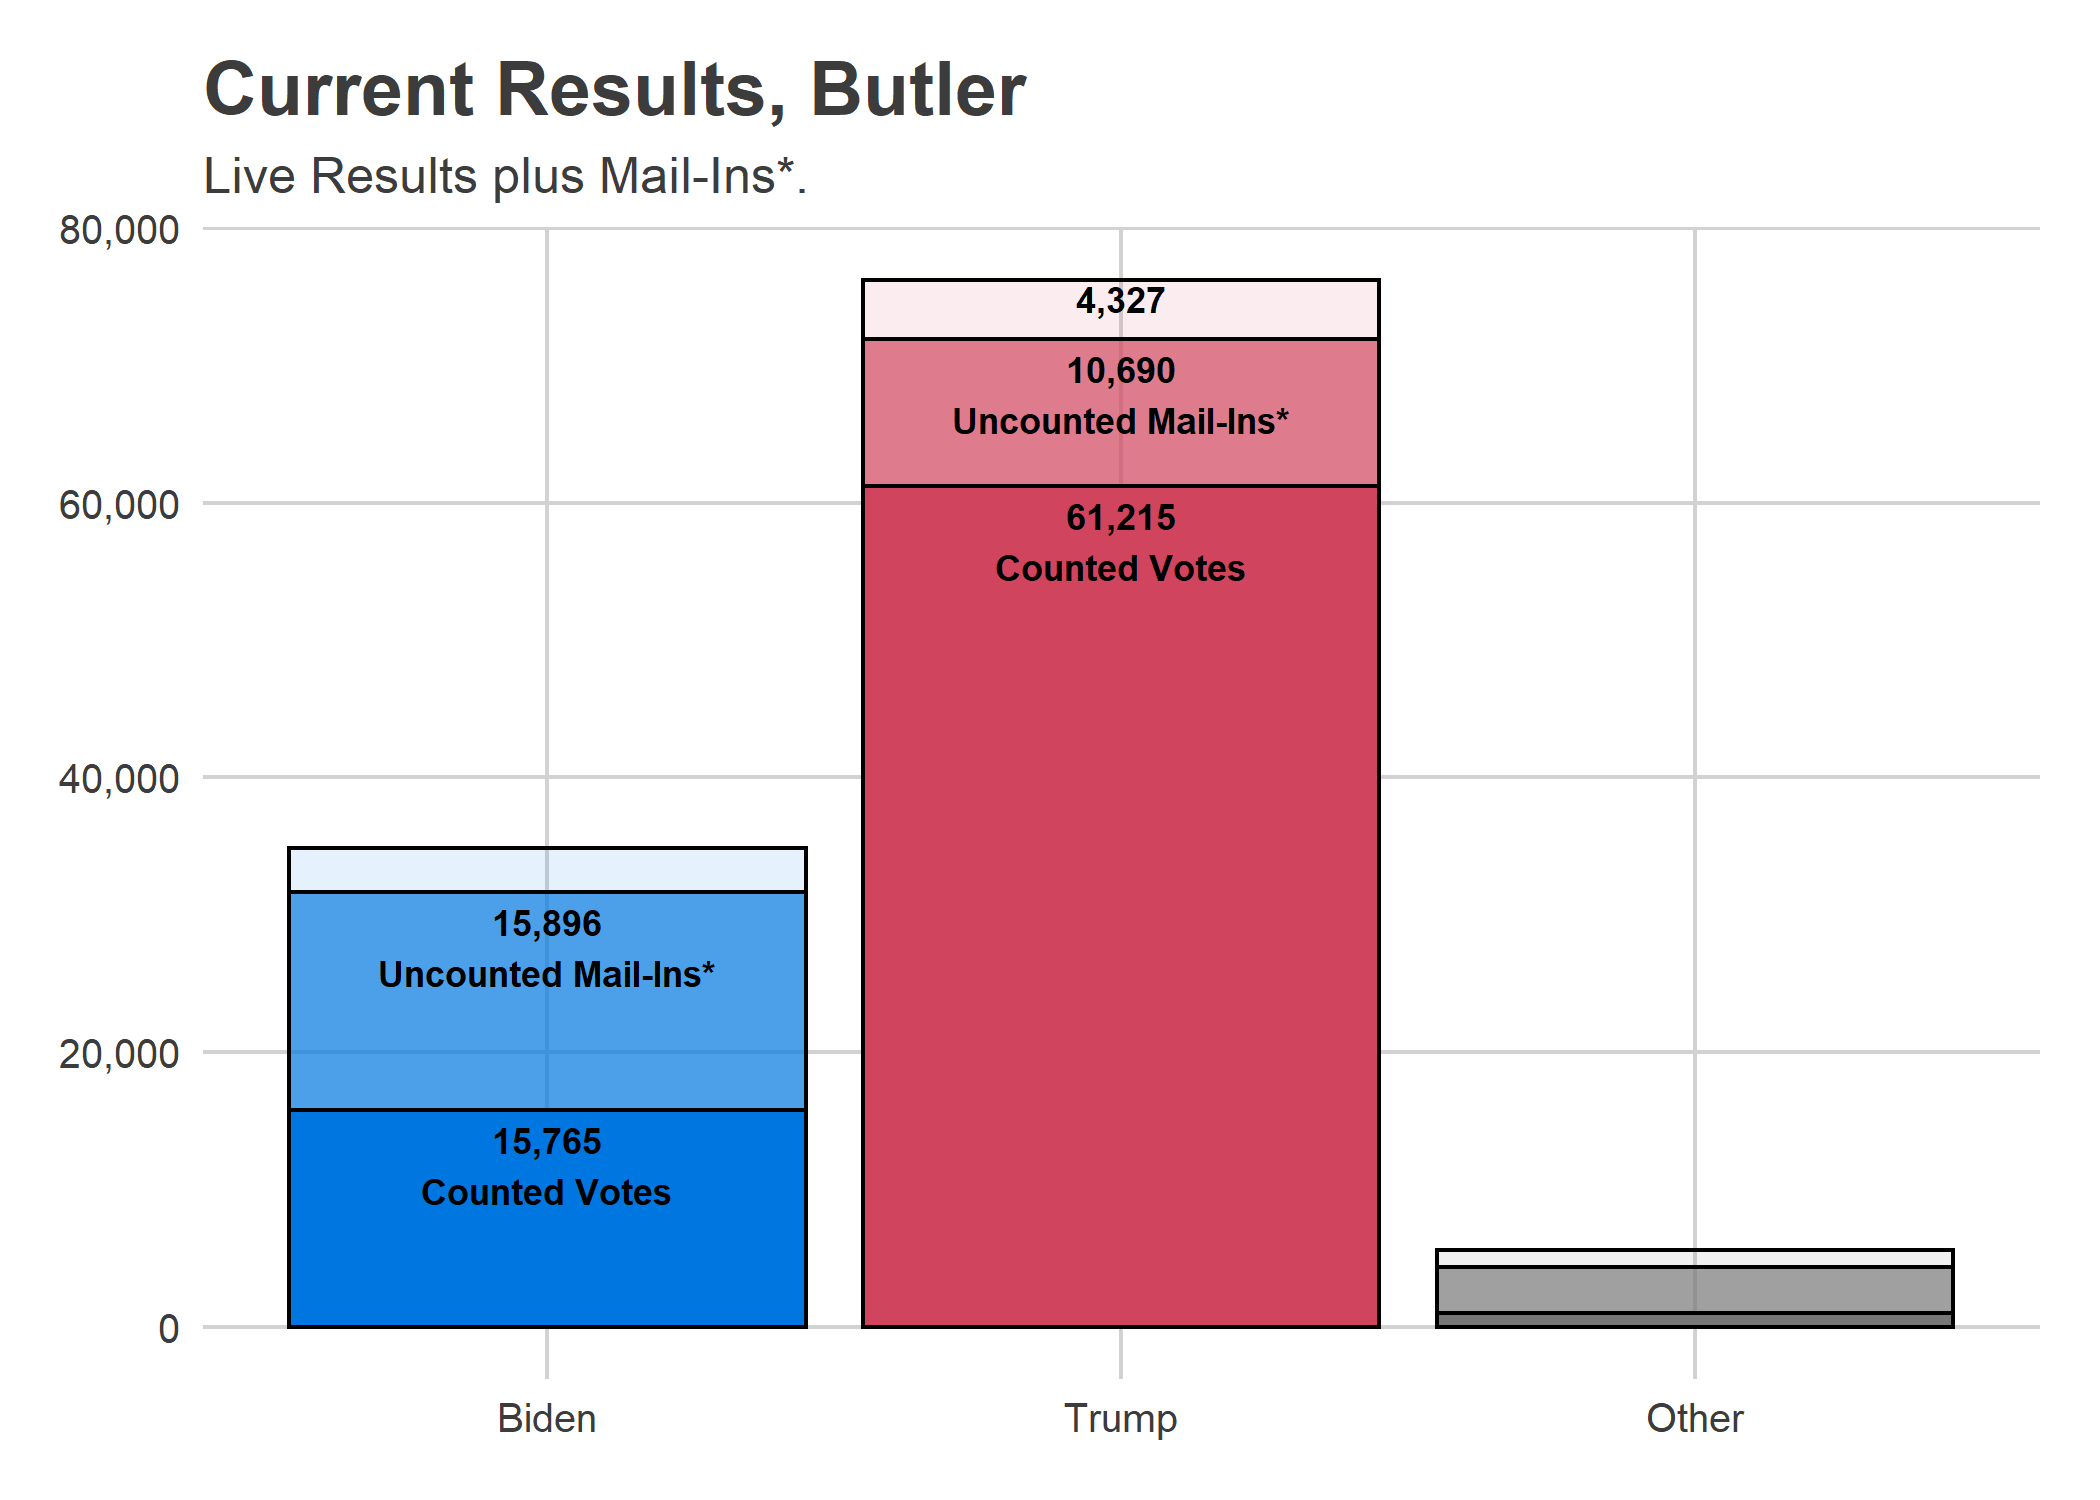 Current Results, Butler
Live Results plus Mail-Ins*.
80,000
60,000
40,000
20,000
0
15,896
Uncounted Mail-Ins*
15,765
Counted Votes
4,327
10,690
Uncounted Mail-Ins*
61,215
Counted Votes
Biden
Trump
Other